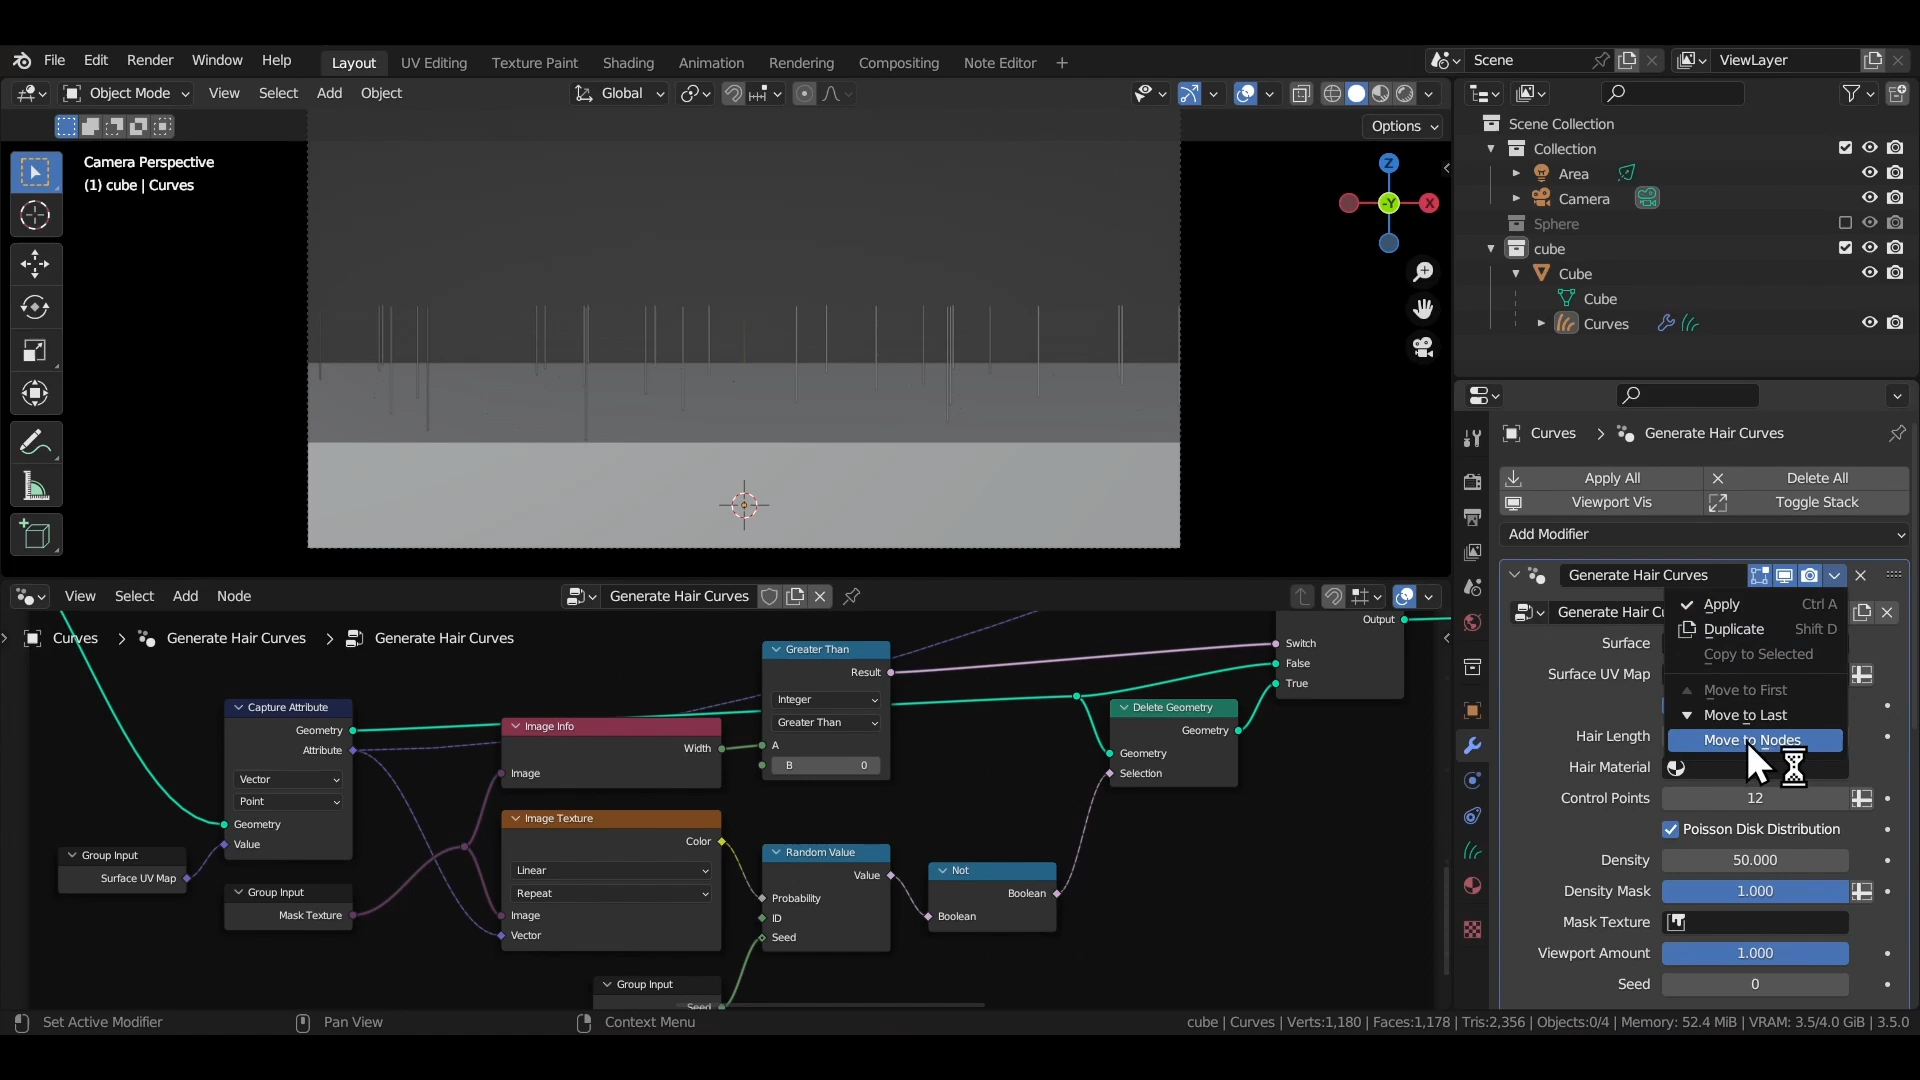 File Edit Render Window Help Layout UV Editing Texture Paint Shading Animation Rendering Compositing Note Editor + Scene ViewLayer
Object Mode View Select Add Object Global
Options
Camera Perspective
(1) cube | Curves
Z
-Y X
Scene Collection
Collection
Area
Camera
Sphere
cube
Cube
Cube
Curves
Curves > Generate Hair Curves
Apply All Delete All
Viewport Vis Toggle Stack
Add Modifier
Generate Hair Curves
Generate Hair Cu
Apply Ctrl A
Duplicate Shift D
Copy to Selected
Move to First
Move to Last
Move to Nodes
Surface
Surface UV Map
Hair Length
Hair Material
Control Points 12
Poisson Disk Distribution
Density 50.000
Density Mask 1.000
Mask Texture
Viewport Amount 1.000
Seed 0
View Select Add Node Generate Hair Curves
Curves > Generate Hair Curves > Generate Hair Curves
Capture Attribute
Geometry
Attribute
Vector
Point
Geometry
Value
Group Input
Surface UV Map
Group Input
Mask Texture
Image Info
Width
Image
Image Texture
Color
Linear
Repeat
Image
Vector
Greater Than
Result
Integer
Greater Than
A
B 0
Random Value
Value
Probability
ID
Seed
Group Input
Seed
Not
Boolean
Boolean
Delete Geometry
Geometry
Geometry
Selection
Output
Switch
False
True
Set Active Modifier Pan View Context Menu cube | Curves | Verts:1,180 | Faces:1,178 | Tris:2,356 | Objects:0/4 | Memory: 52.4 MiB | VRAM: 3.5/4.0 GiB | 3.5.0